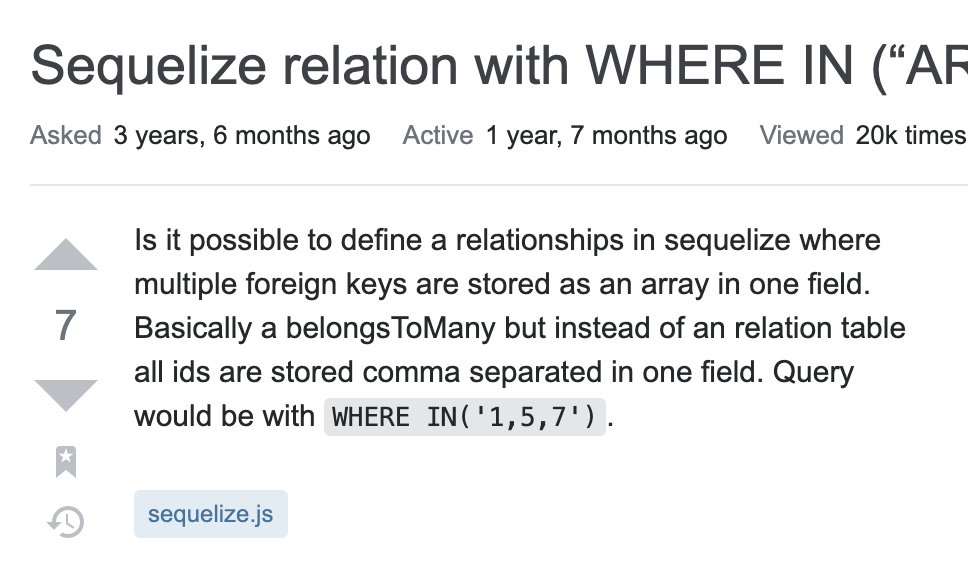 Sequelize relation with WHERE IN (“AR
Asked 3 years, 6 months ago Active 1 year, 7 months ago Viewed 20k times
Is it possible to define a relationships in sequelize where
multiple foreign keys are stored as an array in one field.
7
Basically a belongsToMany but instead of an relation table
all ids are stored comma separated in one field. Query
would be with WHERE IN('1,5,7').
sequelize.js